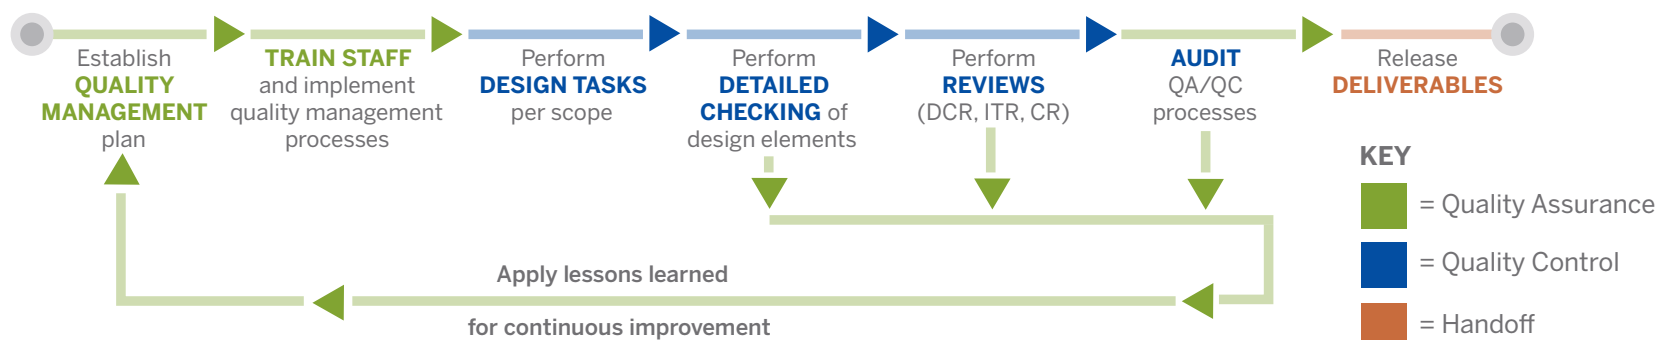 Establish
QUALITY
MANAGEMENT
plan
TRAIN STAFF
and implement
quality management
processes
Perform
DESIGN TASKS
per scope
Perform
DETAILED
CHECKING of
design elements
Perform
REVIEWS
(DCR, ITR, CR)
AUDIT
QA/QC
processes
Release
DELIVERABLES
KEY
= Quality Assurance
= Quality Control
= Handoff
Apply lessons learned
for continuous improvement